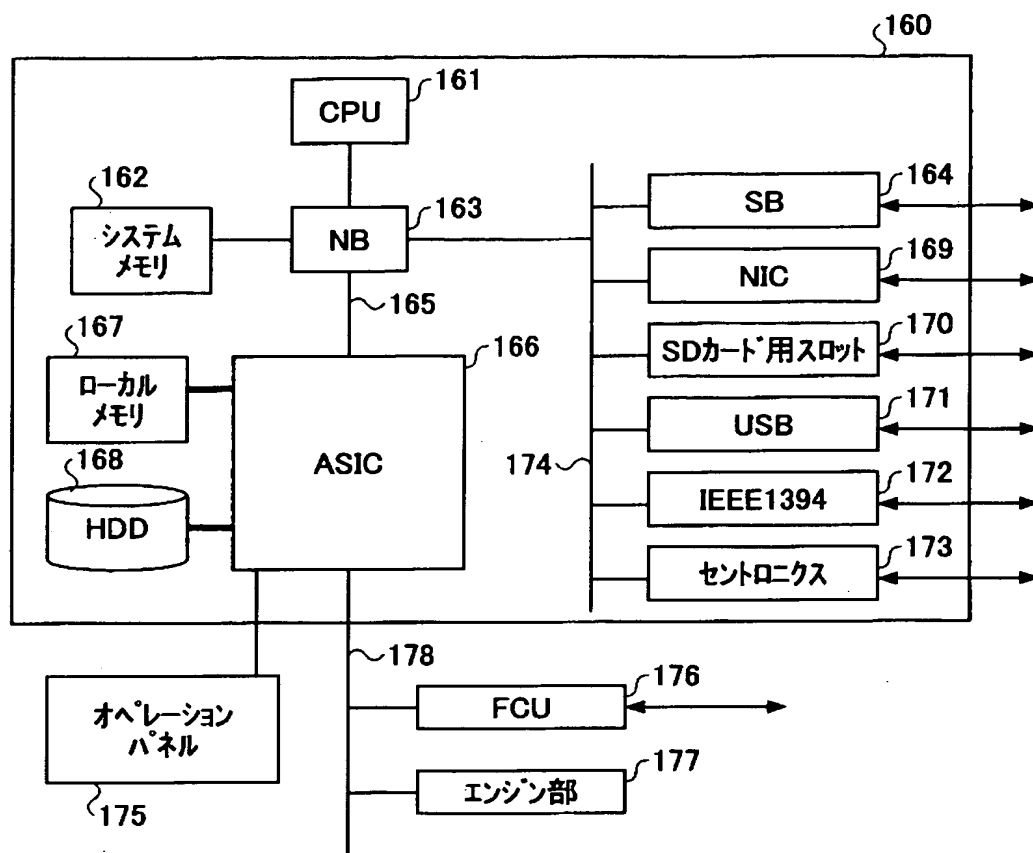 160
161
CPU
162
システム
メモリ
163
NB
164
SB
169
NIC
165
167
ローカル
メモリ
166
ASIC
170
SDカード用スロット
171
USB
168
HDD
174
172
IEEE1394
173
セントロニクス
178
176
FCU
オペレーション
パネル
175
177
エンジン部